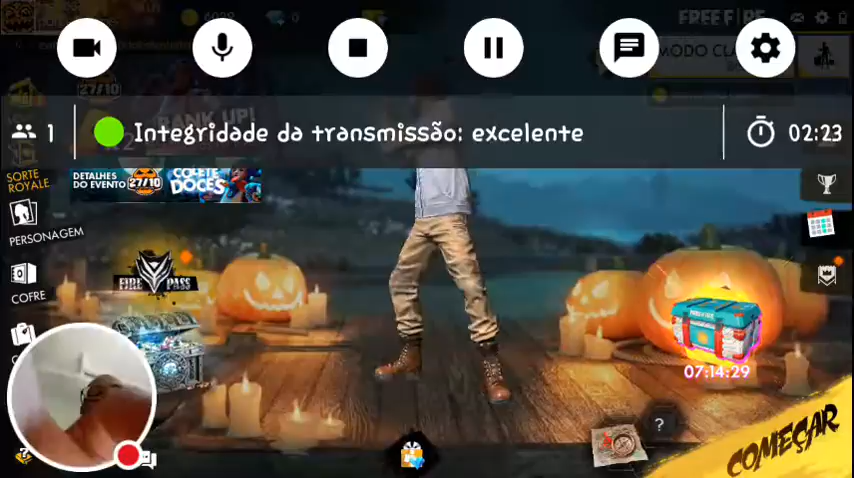 FREE FIRE
MODO CL
27/10
RANK UP!
1
Integridade da transmissão: excelente
02:23
SORTE
ROYALE
DETALHES
DO EVENTO
27/10
COLETE
DOCES
PERSONAGEM
FIRE PASS
COFRE
07:14:29
?
COMEÇAR